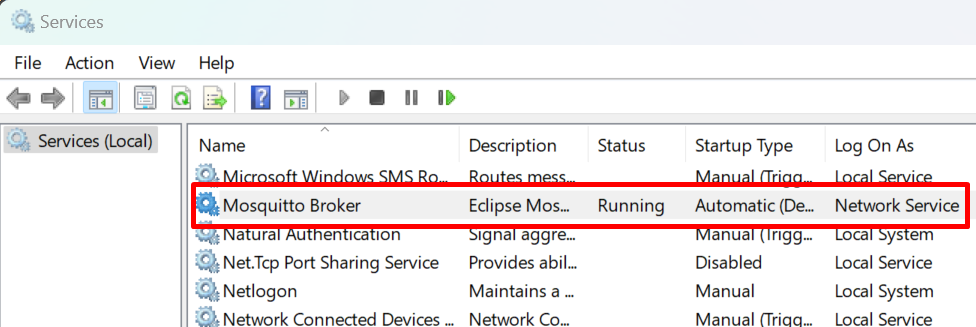 Services
File Action View Help
Services (Local)
Name Description Status Startup Type Log On As
Microsoft Windows SMS Ro... Routes mess... Manual (Trigg... Local Service
Mosquitto Broker Eclipse Mos... Running Automatic (De... Network Service
Natural Authentication Signal aggre... Manual (Trigg... Local System
Net.Tcp Port Sharing Service Provides abil... Disabled Local Service
Netlogon Maintains a ... Manual Local System
Network Connected Devices ... Network Co... Manual (Trigg... Local Service